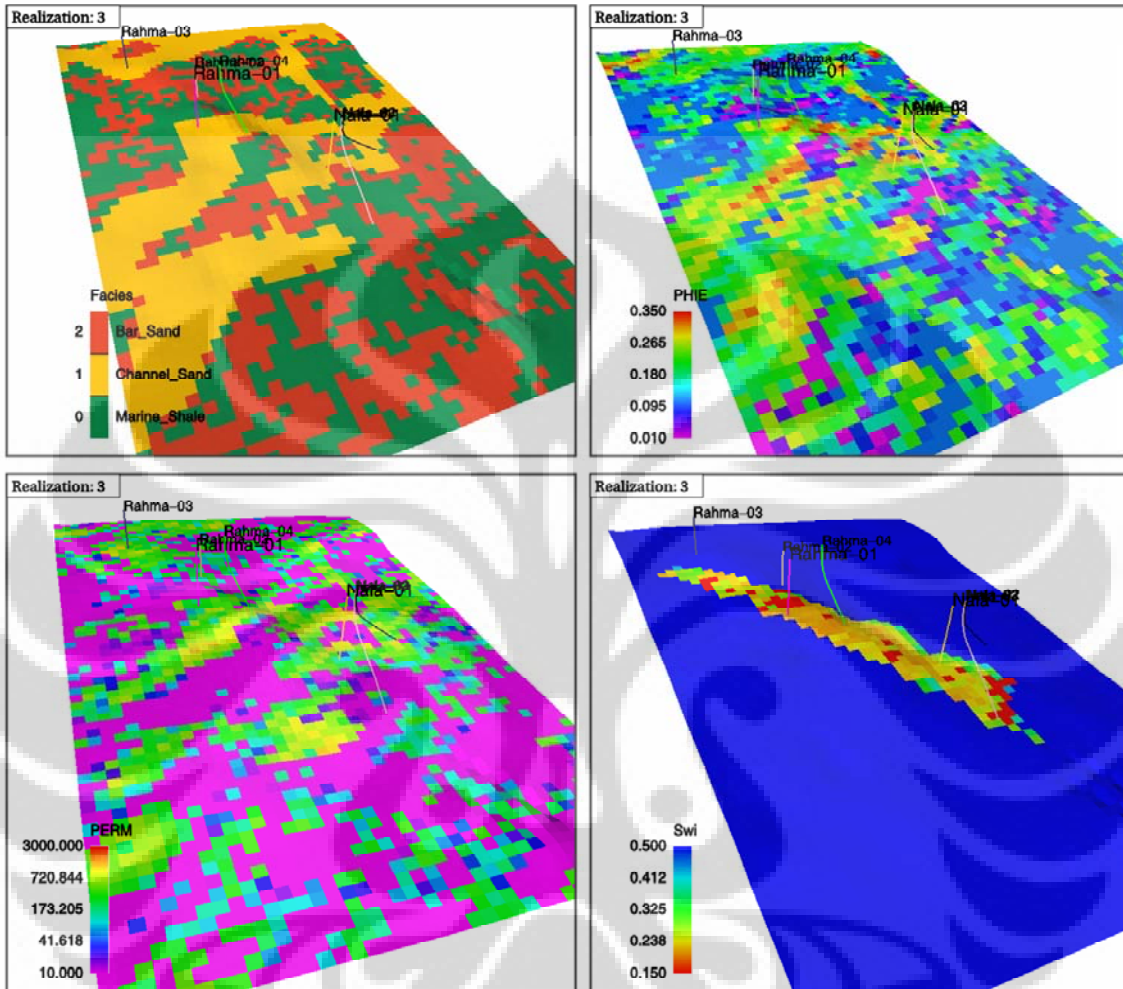 Realization: 3
Rahma-03
Rahma-04
Rahma-01
Nafa-01
Facies
2 Bar_Sand
1 Channel_Sand
0 Marine_Shale
Realization: 3
Rahma-03
Rahma-04
Rahma-01
Nafa-01
PHIE
0.350
0.265
0.180
0.095
0.010
Realization: 3
Rahma-03
Rahma-04
Rahma-01
Nafa-01
PERM
3000.000
720.844
173.205
41.618
10.000
Realization: 3
Rahma-03
Rahma-04
Rahma-01
Nafa-01
Swi
0.500
0.412
0.325
0.238
0.150